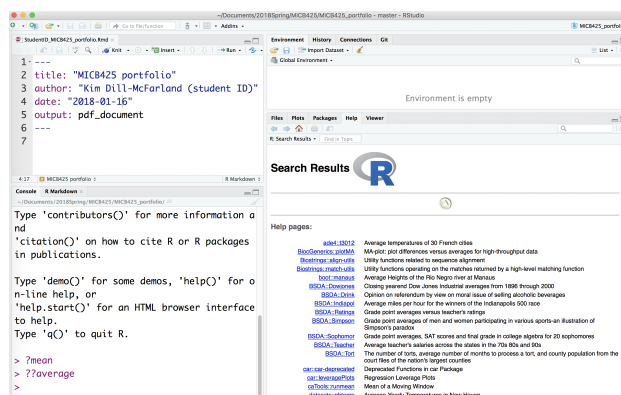 ~/Documents/2018Spring/MICB425/MICB425_portfolio - master - RStudio
Go to file/function
Addins
MICB425_portfol
StudentID_MICB425_portfolio.Rmd
Knit
Insert
Run
1 ---
2 title: "MICB425 portfolio"
3 author: "Kim Dill-McFarland (student ID)"
4 date: "2018-01-16"
5 output: pdf_document
6 ---
7
4:17 MICB425 portfolio R Markdown
Console R Markdown
~/Documents/2018Spring/MICB425/MICB425_portfolio/
Type 'contributors()' for more information a
nd
'citation()' on how to cite R or R packages
in publications.
Type 'demo()' for some demos, 'help()' for o
n-line help, or
'help.start()' for an HTML browser interface
to help.
Type 'q()' to quit R.
> ?mean
> ??average
>
Environment History Connections Git
Import Dataset
List
Global Environment
Environment is empty
Files Plots Packages Help Viewer
R: Search Results Find in Topic
Search Results R
Help pages:
ade4::t3012 Average temperatures of 30 French cities
BiocGenerics::plotMA MA-plot: plot differences versus averages for high-throughput data
Biostrings::align-utils Utility functions related to sequence alignment
Biostrings::match-utils Utility functions operating on the matches returned by a high-level matching function
boot::manaus Average Heights of the Rio Negro river at Manaus
BSDA::Dowjones Closing yearend Dow Jones Industrial averages from 1896 through 2000
BSDA::Drink Opinion on referendum by view on moral issue of selling alcoholic beverages
BSDA::Indiapol Average miles per hour for the winners of the Indianapolis 500 race
BSDA::Ratings Grade point averages versus teacher's ratings
BSDA::Simpson Grade point averages of men and women participating in various sports-an illustration of
Simpson's paradox
BSDA::Sophomor Grade point averages, SAT scores and final grade in college algebra for 20 sophomores
BSDA::Teacher Average teacher's salaries across the states in the 70s 80s and 90s
BSDA::Tort The number of torts, average number of months to process a tort, and county population from the
court files of the nation's largest counties
car::car-deprecated Deprecated Functions in car Package
car::leveragePlots Regression Leverage Plots
caTools::runmean Mean of a Moving Window
datasets::nhtemp Average Yearly Temperatures in New Haven